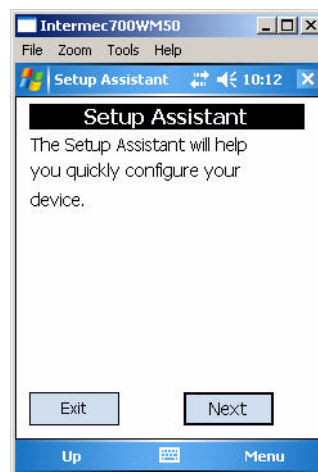 Intermec700WM50
File Zoom Tools Help
Setup Assistant 10:12
Setup Assistant
The Setup Assistant will help
you quickly configure your
device.
Exit Next
Up Menu